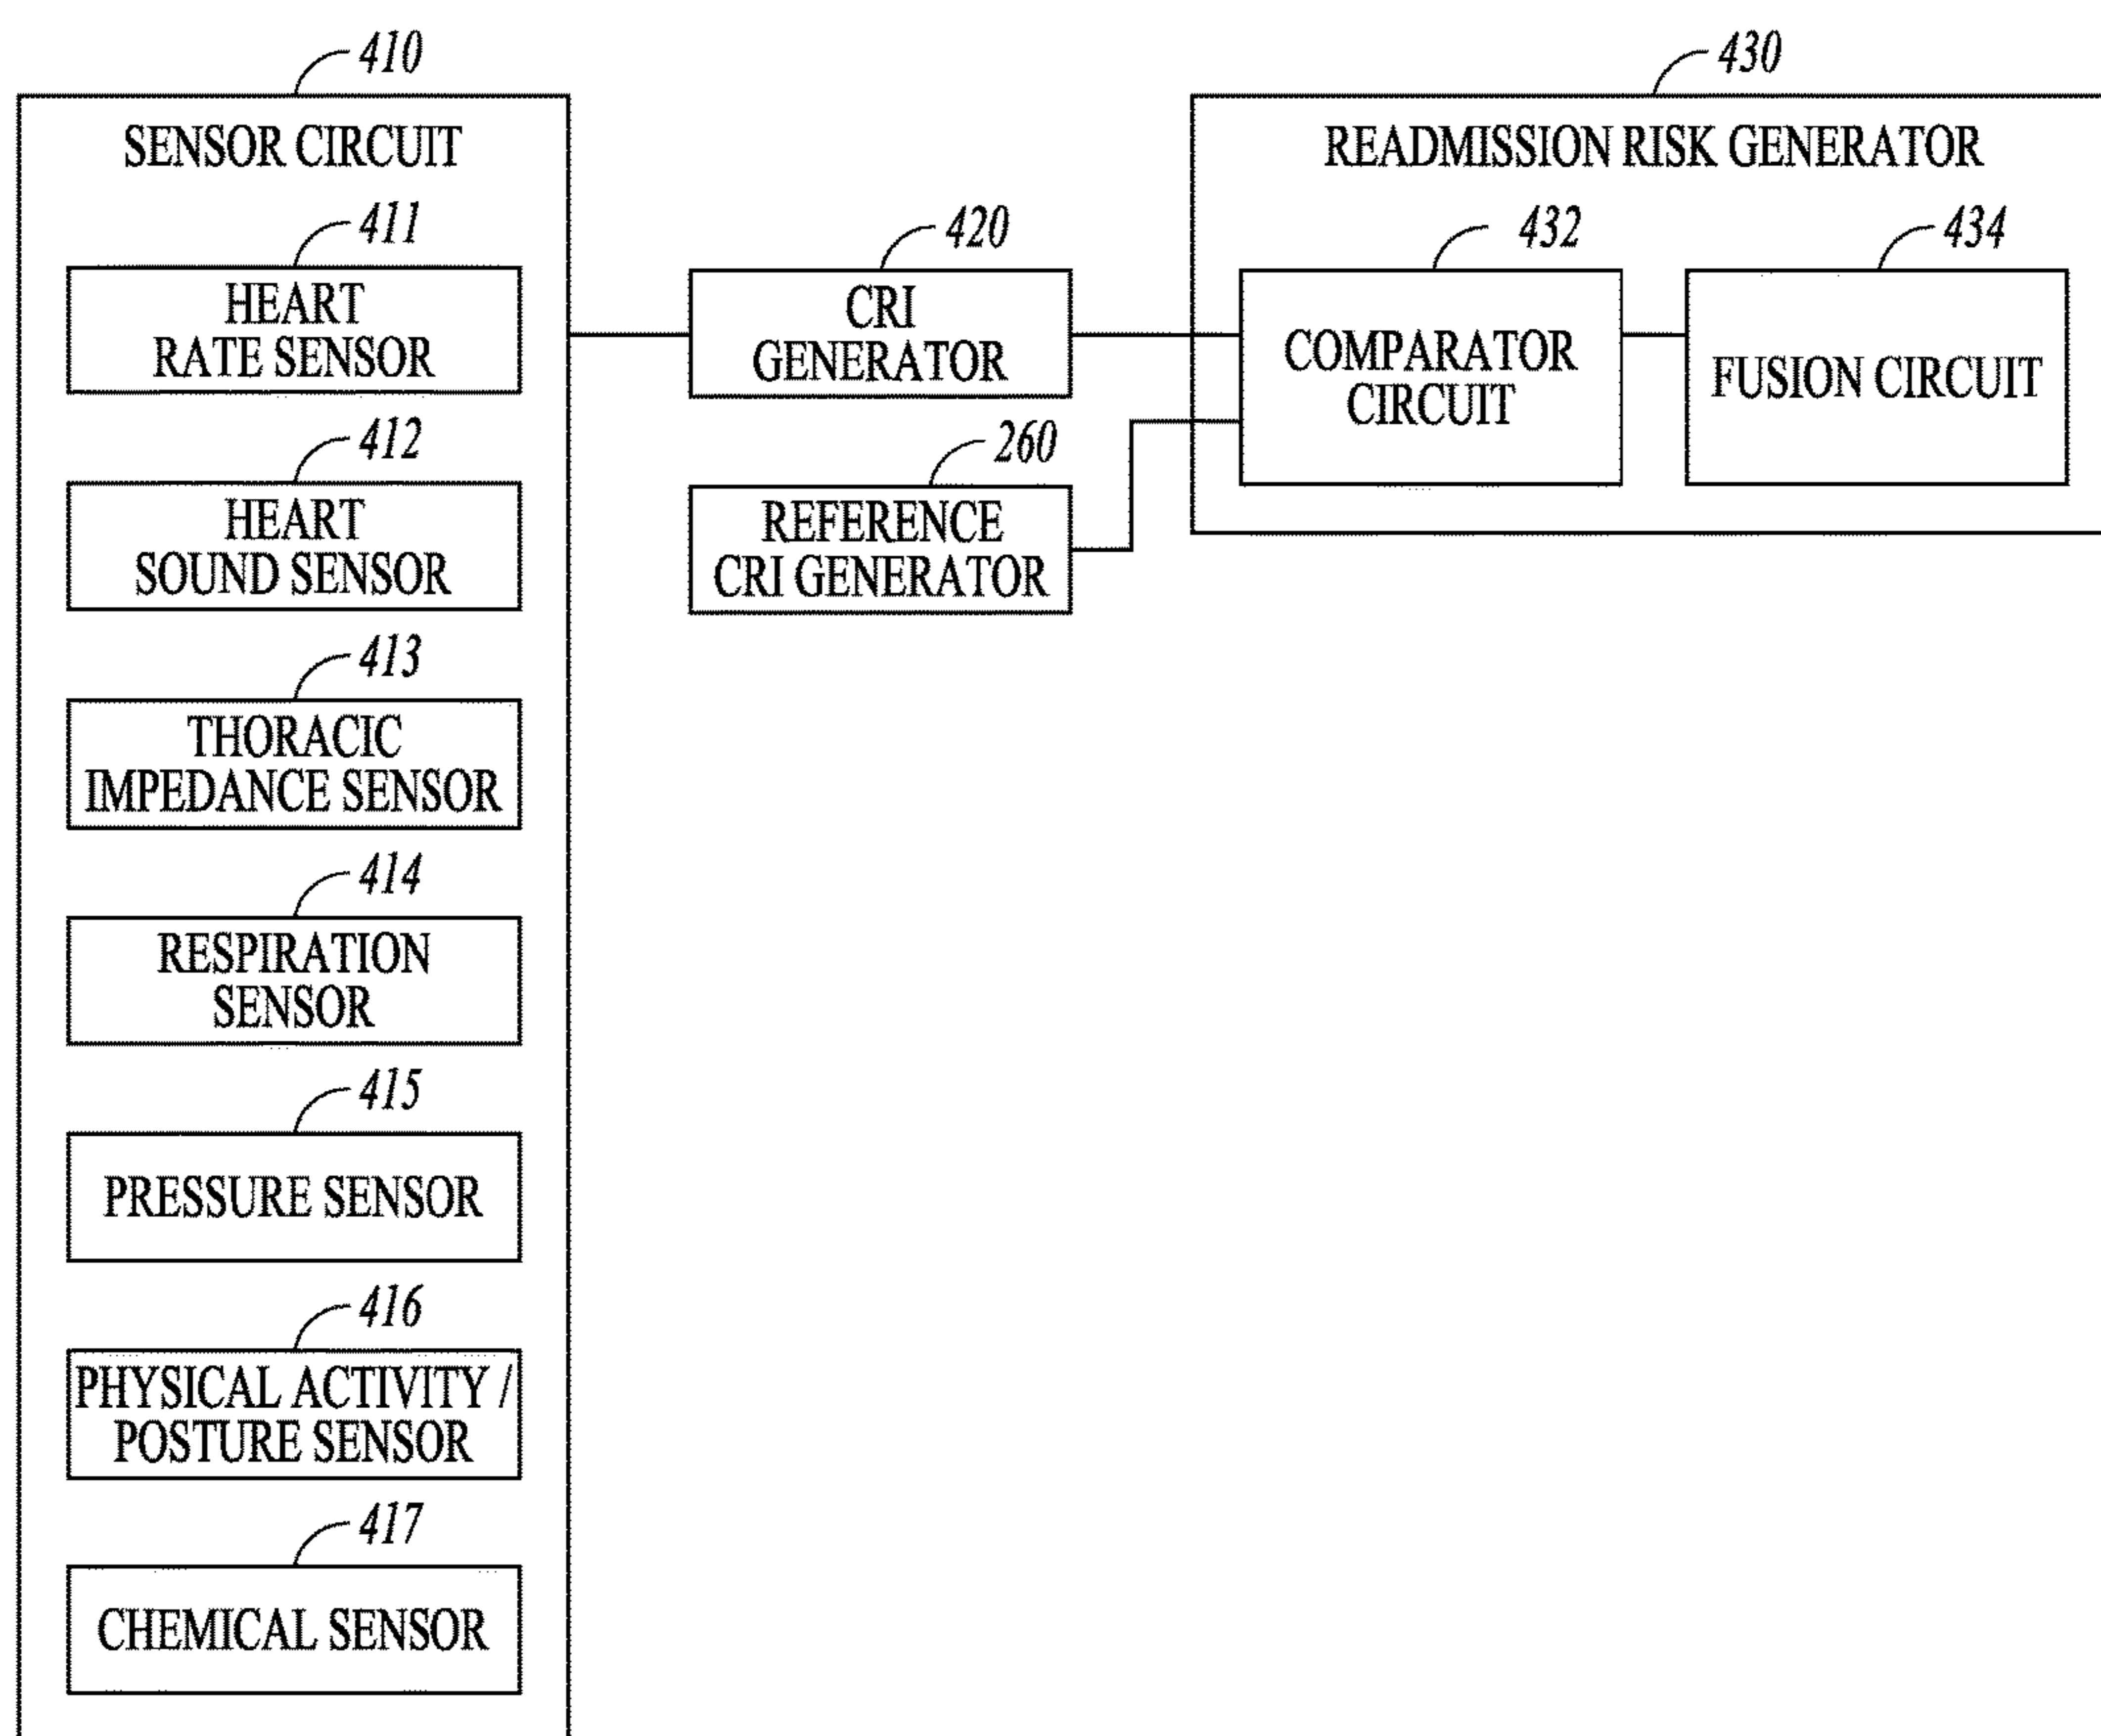 410
SENSOR CIRCUIT
411
HEART
RATE SENSOR
412
HEART
SOUND SENSOR
413
THORACIC
IMPEDANCE SENSOR
414
RESPIRATION
SENSOR
415
PRESSURE SENSOR
416
PHYSICAL ACTIVITY /
POSTURE SENSOR
417
CHEMICAL SENSOR
420
CRI
GENERATOR
260
REFERENCE
CRI GENERATOR
430
READMISSION RISK GENERATOR
432
COMPARATOR
CIRCUIT
434
FUSION CIRCUIT